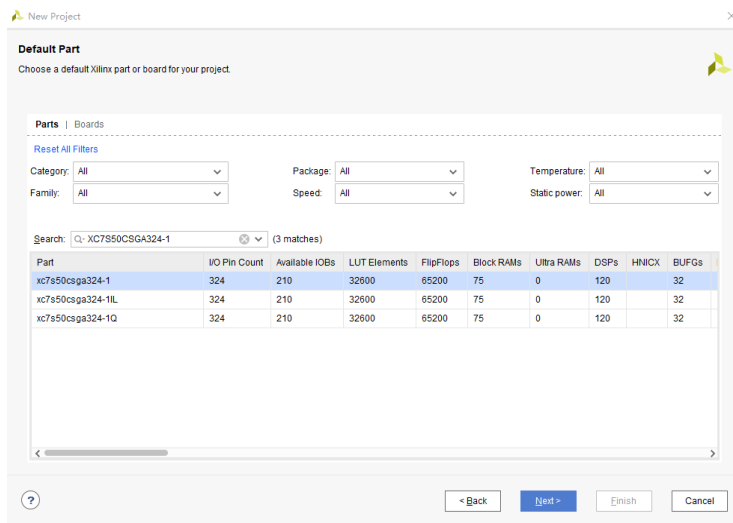 New Project
Default Part
Choose a default Xilinx part or board for your project.
Parts | Boards
Reset All Filters
Category: All Package: All Temperature: All
Family: All Speed: All Static power: All
Search: XC7S50CSGA324-1 (3 matches)
Part I/O Pin Count Available IOBs LUT Elements FlipFlops Block RAMs Ultra RAMs DSPs HNICX BUFGs
xc7s50csga324-1 324 210 32600 65200 75 0 120 32
xc7s50csga324-1IL 324 210 32600 65200 75 0 120 32
xc7s50csga324-1Q 324 210 32600 65200 75 0 120 32
? < Back Next > Finish Cancel